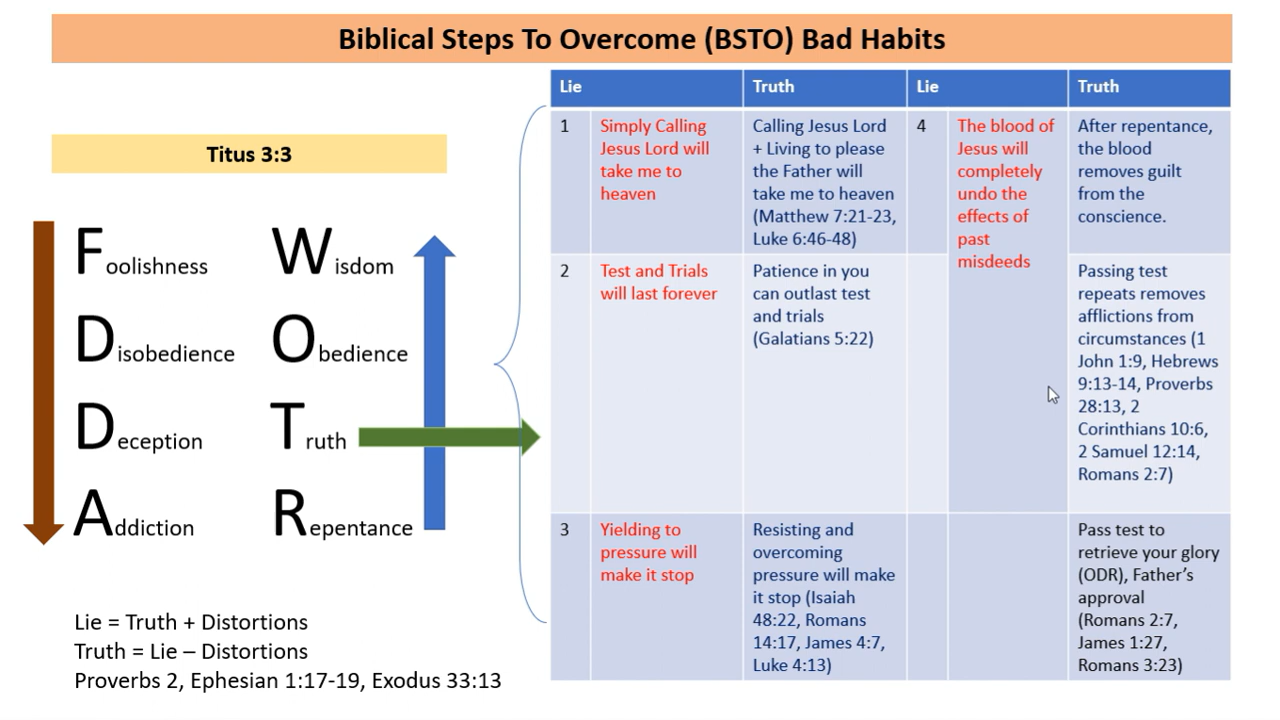 Biblical Steps To Overcome (BSTO) Bad Habits
Titus 3:3
Foolishness
Wisdom
Disobedience
Obedience
Deception
Truth
Addiction
Repentance
Lie = Truth + Distortions
Truth = Lie – Distortions
Proverbs 2, Ephesian 1:17-19, Exodus 33:13
Lie
Truth
Lie
Truth
1
Simply Calling
Jesus Lord will
take me to
heaven
Calling Jesus Lord
+ Living to please
the Father will
take me to heaven
(Matthew 7:21-23,
Luke 6:46-48)
4
The blood of
Jesus will
completely
undo the
effects of
past
misdeeds
After repentance,
the blood
removes guilt
from the
conscience.
2
Test and Trials
will last forever
Patience in you
can outlast test
and trials
(Galatians 5:22)
Passing test
repeats removes
afflictions from
circumstances (1
John 1:9, Hebrews
9:13-14, Proverbs
28:13, 2
Corinthians 10:6,
2 Samuel 12:14,
Romans 2:7)
3
Yielding to
pressure will
make it stop
Resisting and
overcoming
pressure will make
it stop (Isaiah
48:22, Romans
14:17, James 4:7,
Luke 4:13)
Pass test to
retrieve your glory
(ODR), Father’s
approval
(Romans 2:7,
James 1:27,
Romans 3:23)